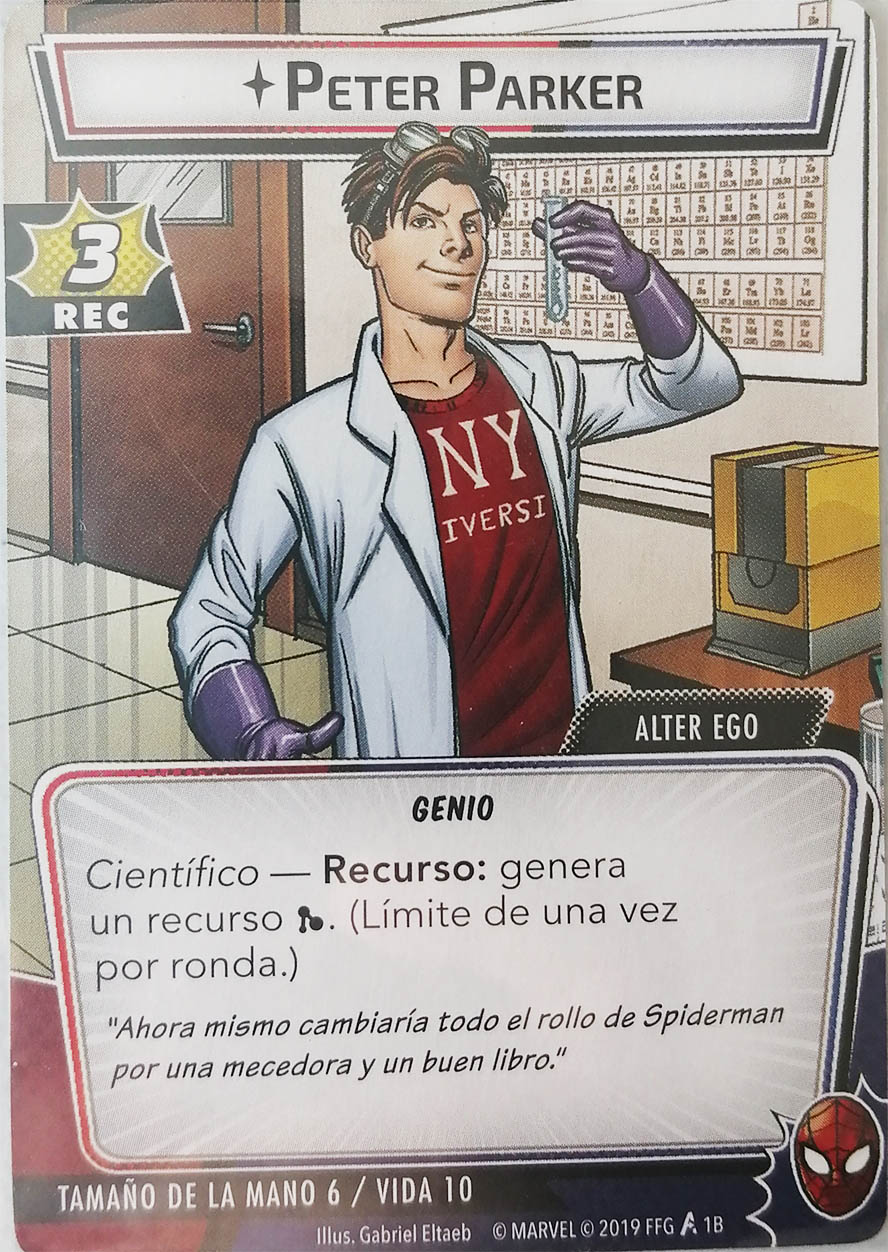 PETER PARKER
3
REC
NY
IVERSI
ALTER EGO
GENIO
Científico — Recurso: genera
un recurso . (Límite de una vez
por ronda.)
"Ahora mismo cambiaría todo el rollo de Spiderman
por una mecedora y un buen libro."
TAMAÑO DE LA MANO 6 / VIDA 10
Illus. Gabriel Eltaeb © MARVEL © 2019 FFG 1B